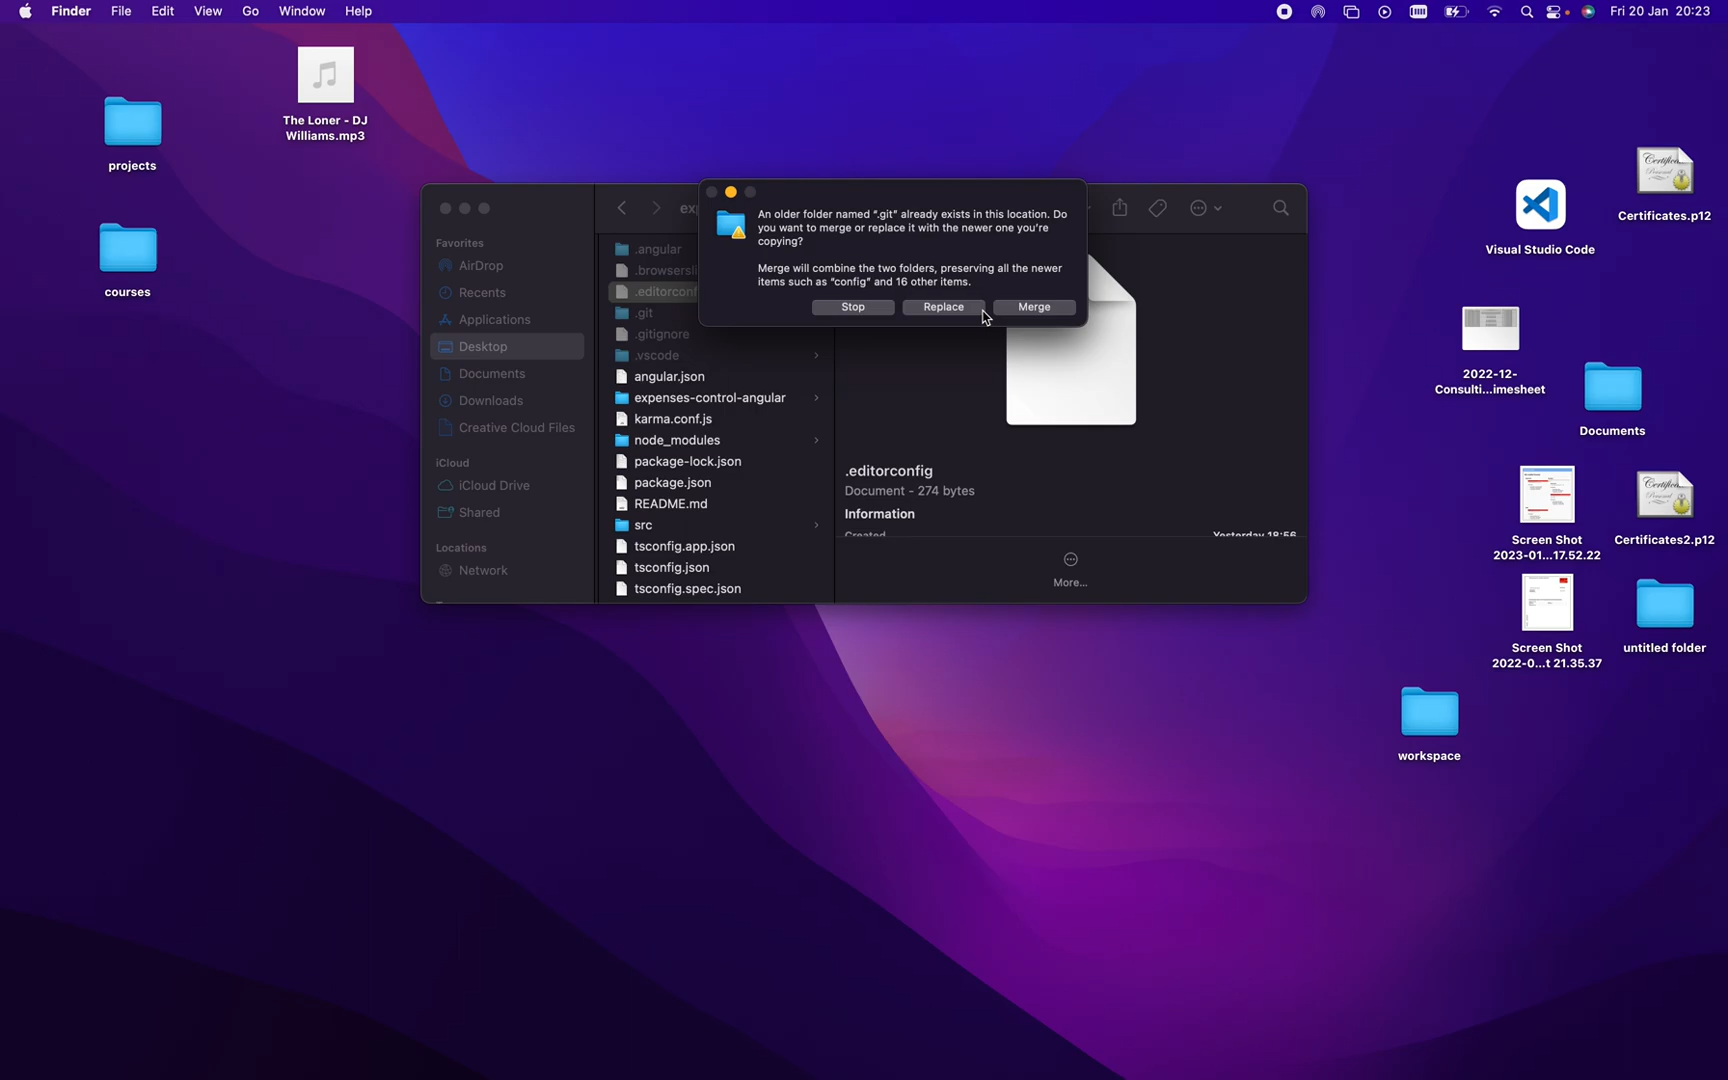 Finder File Edit View Go Window Help
Fri 20 Jan 20:23
The Loner - DJ
Williams.mp3
projects
courses
Favorites
AirDrop
Recents
Applications
Desktop
Documents
Downloads
Creative Cloud Files
iCloud
iCloud Drive
Shared
Locations
Network
An older folder named “.git” already exists in this location. Do
you want to merge or replace it with the newer one you’re
copying?
Merge will combine the two folders, preserving all the newer
items such as “config” and 16 other items.
Stop Replace Merge
.angular
.browsersli
.editorconf
.git
.gitignore
.vscode
angular.json
expenses-control-angular
karma.conf.js
node_modules
package-lock.json
package.json
README.md
src
tsconfig.app.json
tsconfig.json
tsconfig.spec.json
.editorconfig
Document - 274 bytes
Information
Created Yesterday 18:56
More...
Visual Studio Code
Certificates.p12
2022-12-
Consulti...imesheet
Documents
Screen Shot
2023-01...17.52.22
Certificates2.p12
Screen Shot
2022-0...t 21.35.37
untitled folder
workspace